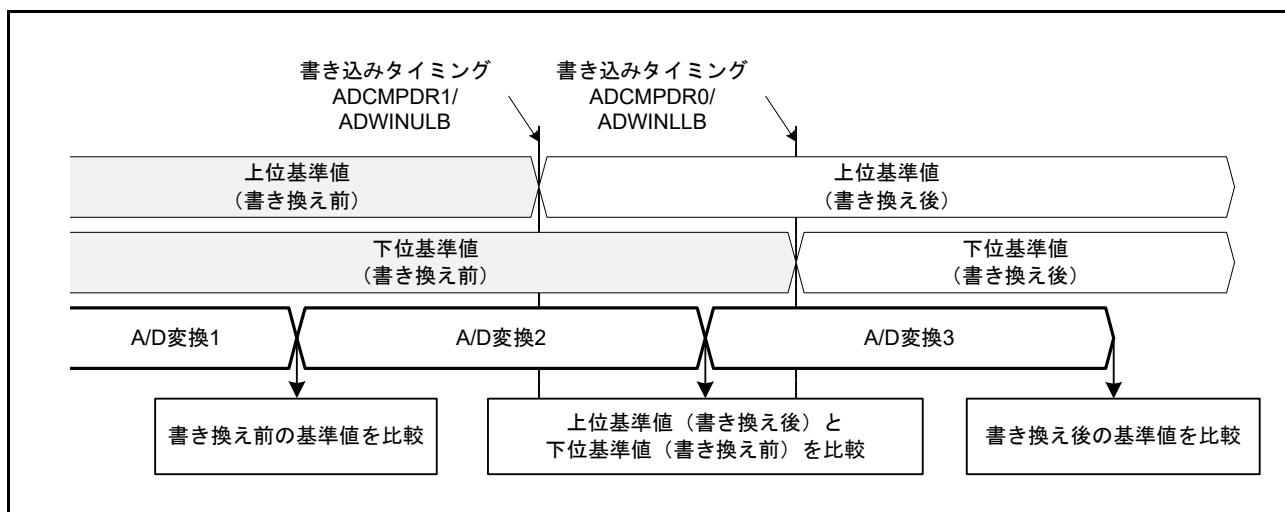 書き込みタイミング
ADCMPDR1/
ADWINULB
書き込みタイミング
ADCMPDR0/
ADWINLLB
上位基準値
（書き換え前）
上位基準値
（書き換え後）
下位基準値
（書き換え前）
下位基準値
（書き換え後）
A/D変換1
A/D変換2
A/D変換3
書き換え前の基準値を比較
上位基準値（書き換え後）と
下位基準値（書き換え前）を比較
書き換え後の基準値を比較